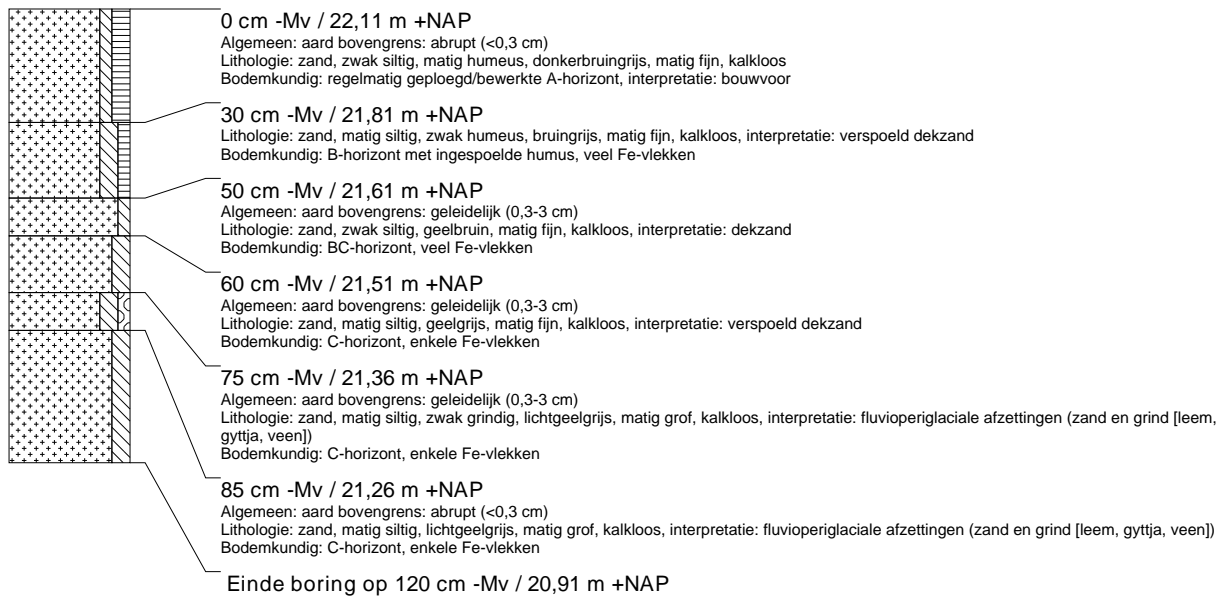 0 cm -Mv / 22,11 m +NAP
Algemeen: aard bovengrens: abrupt (<0,3 cm)
Lithologie: zand, zwak siltig, matig humeus, donkerbruingrijs, matig fijn, kalkloos
Bodemkundig: regelmatig geploegd/bewerkte A-horizont, interpretatie: bouwvoor
30 cm -Mv / 21,81 m +NAP
Lithologie: zand, matig siltig, zwak humeus, bruingrijs, matig fijn, kalkloos, interpretatie: verspoeld dekzand
Bodemkundig: B-horizont met ingespoelde humus, veel Fe-vlekken
50 cm -Mv / 21,61 m +NAP
Algemeen: aard bovengrens: geleidelijk (0,3-3 cm)
Lithologie: zand, zwak siltig, geelbruin, matig fijn, kalkloos, interpretatie: dekzand
Bodemkundig: BC-horizont, veel Fe-vlekken
60 cm -Mv / 21,51 m +NAP
Algemeen: aard bovengrens: geleidelijk (0,3-3 cm)
Lithologie: zand, matig siltig, geelgrijs, matig fijn, kalkloos, interpretatie: verspoeld dekzand
Bodemkundig: C-horizont, enkele Fe-vlekken
75 cm -Mv / 21,36 m +NAP
Algemeen: aard bovengrens: geleidelijk (0,3-3 cm)
Lithologie: zand, matig siltig, zwak grindig, lichtgeelgrijs, matig grof, kalkloos, interpretatie: fluvioperiglaciale afzettingen (zand en grind [leem,
gyttja, veen])
Bodemkundig: C-horizont, enkele Fe-vlekken
85 cm -Mv / 21,26 m +NAP
Algemeen: aard bovengrens: abrupt (<0,3 cm)
Lithologie: zand, matig siltig, lichtgeelgrijs, matig grof, kalkloos, interpretatie: fluvioperiglaciale afzettingen (zand en grind [leem, gyttja, veen])
Bodemkundig: C-horizont, enkele Fe-vlekken
Einde boring op 120 cm -Mv / 20,91 m +NAP